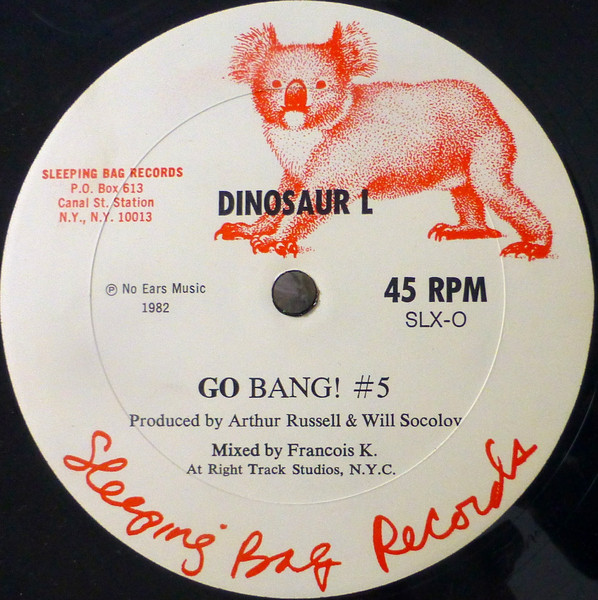 SLEEPING BAG RECORDS
P.O. Box 613
Canal St. Station
N.Y., N.Y. 10013
DINOSAUR L
℗ No Ears Music
1982
45 RPM
SLX-O
GO BANG! #5
Produced by Arthur Russell & Will Socolov
Mixed by Francois K.
At Right Track Studios, N.Y.C.
Sleeping Bag Records